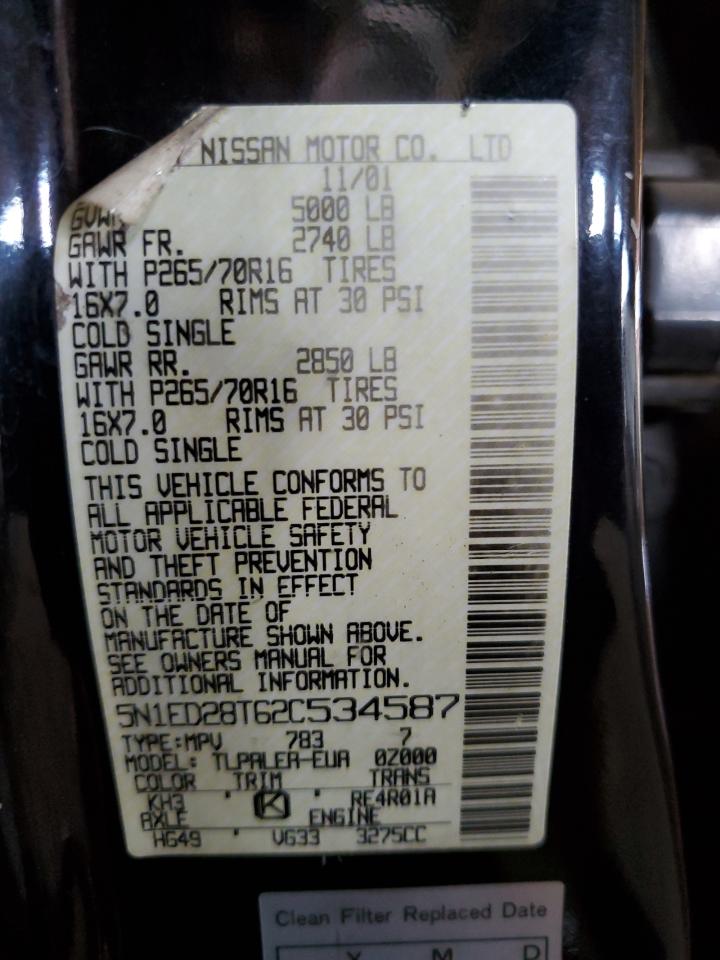 NISSAN MOTOR CO. LTD
11/01
GVWR 5000 LB
GAWR FR. 2740 LB
WITH P265/70R16 TIRES
16X7.0 RIMS AT 30 PSI
COLD SINGLE
GAWR RR. 2850 LB
WITH P265/70R16 TIRES
16X7.0 RIMS AT 30 PSI
COLD SINGLE
THIS VEHICLE CONFORMS TO
ALL APPLICABLE FEDERAL
MOTOR VEHICLE SAFETY
AND THEFT PREVENTION
STANDARDS IN EFFECT
ON THE DATE OF
MANUFACTURE SHOWN ABOVE.
SEE OWNERS MANUAL FOR
ADDITIONAL INFORMATION.
5N1ED28T62C534587
TYPE:MPV 783 7
MODEL: TLPALEA-EUA 0Z000
COLOR TRIM TRANS
KH3 ' K ' RE4R01A
AXLE ENGINE
HG49 ' VG33 3275CC
Clean Filter Replaced Date
Y M D